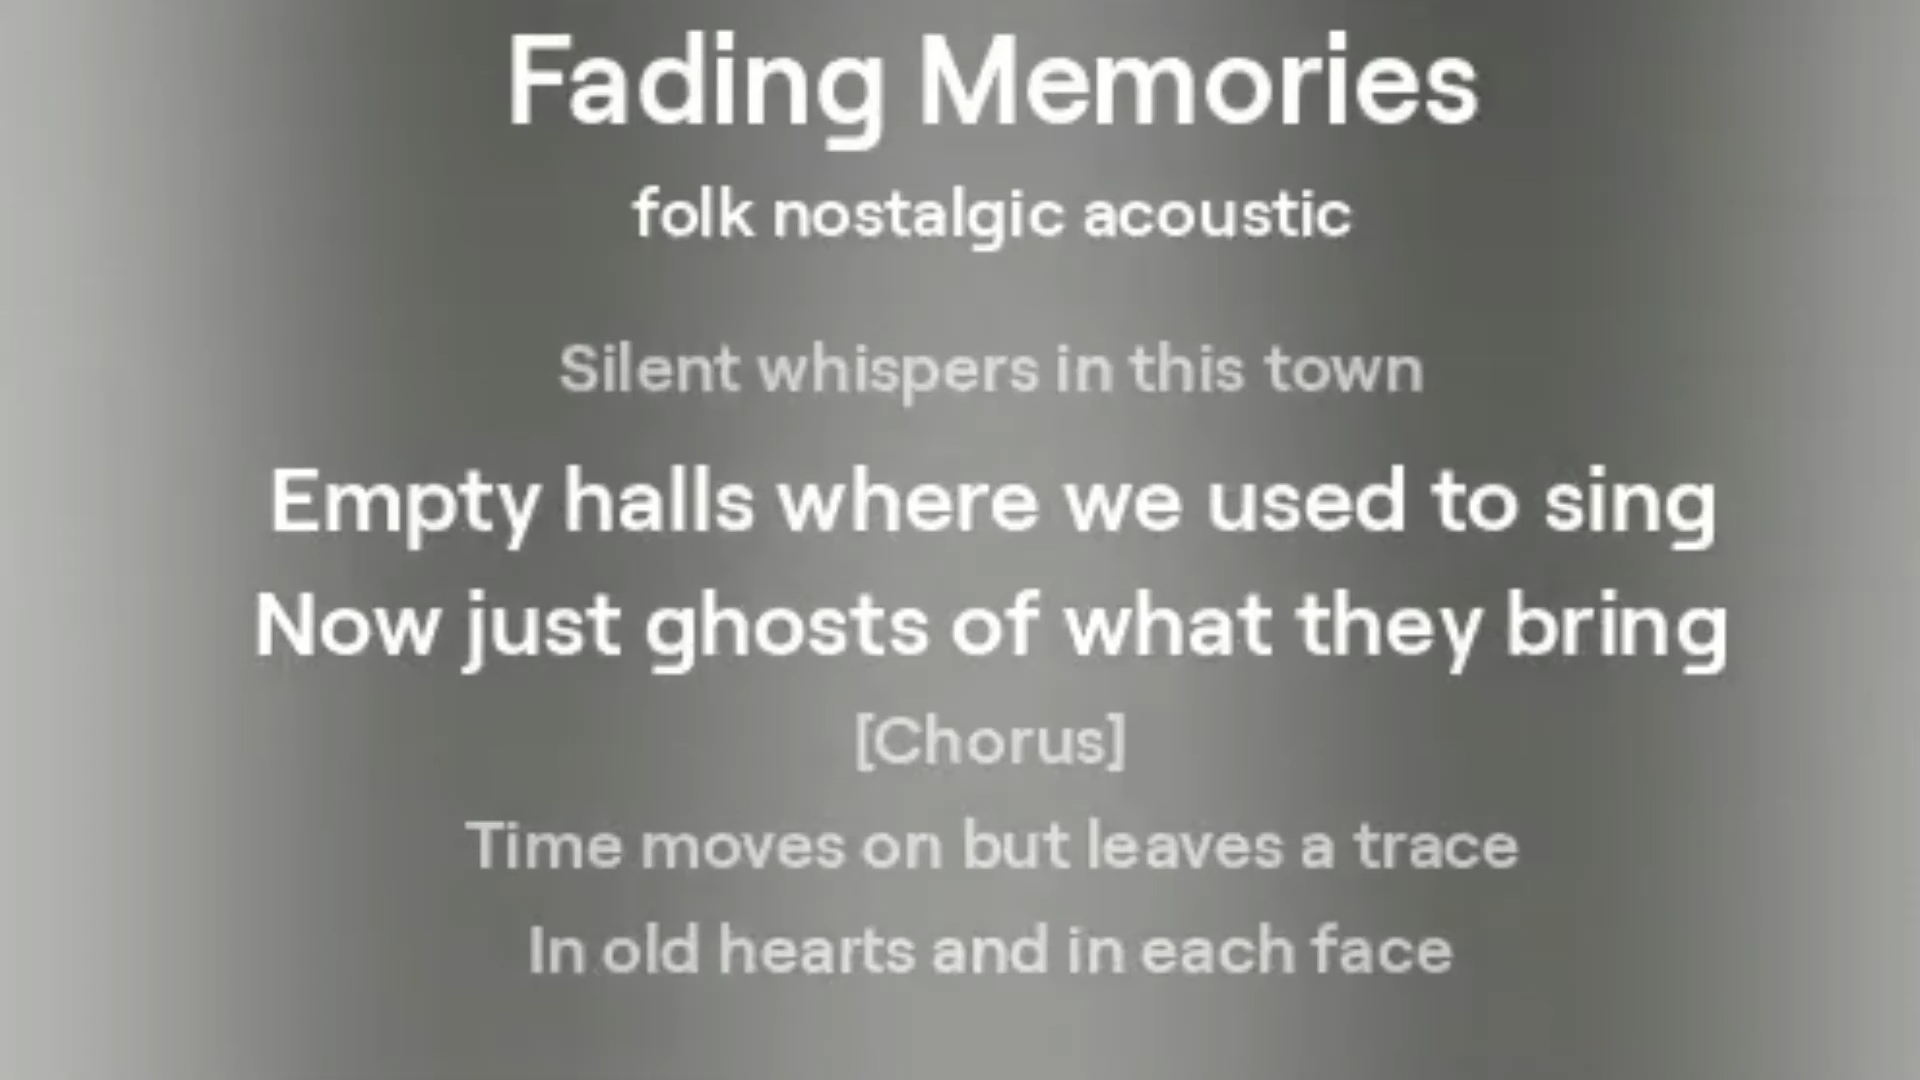 Fading Memories
folk nostalgic acoustic
Silent whispers in this town
Empty halls where we used to sing
Now just ghosts of what they bring
[Chorus]
Time moves on but leaves a trace
In old hearts and in each face